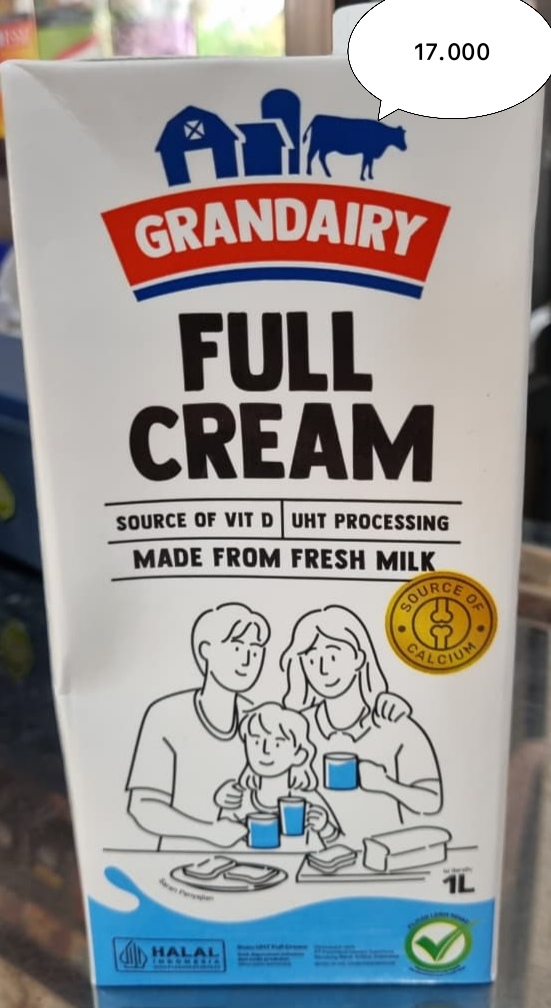 17.000
GRANDAIRY
FULL
CREAM
SOURCE OF VIT D UHT PROCESSING
MADE FROM FRESH MILK
SOURCE OF
CALCIUM
1L
Saran Penyajian
HALAL
INDONESIA